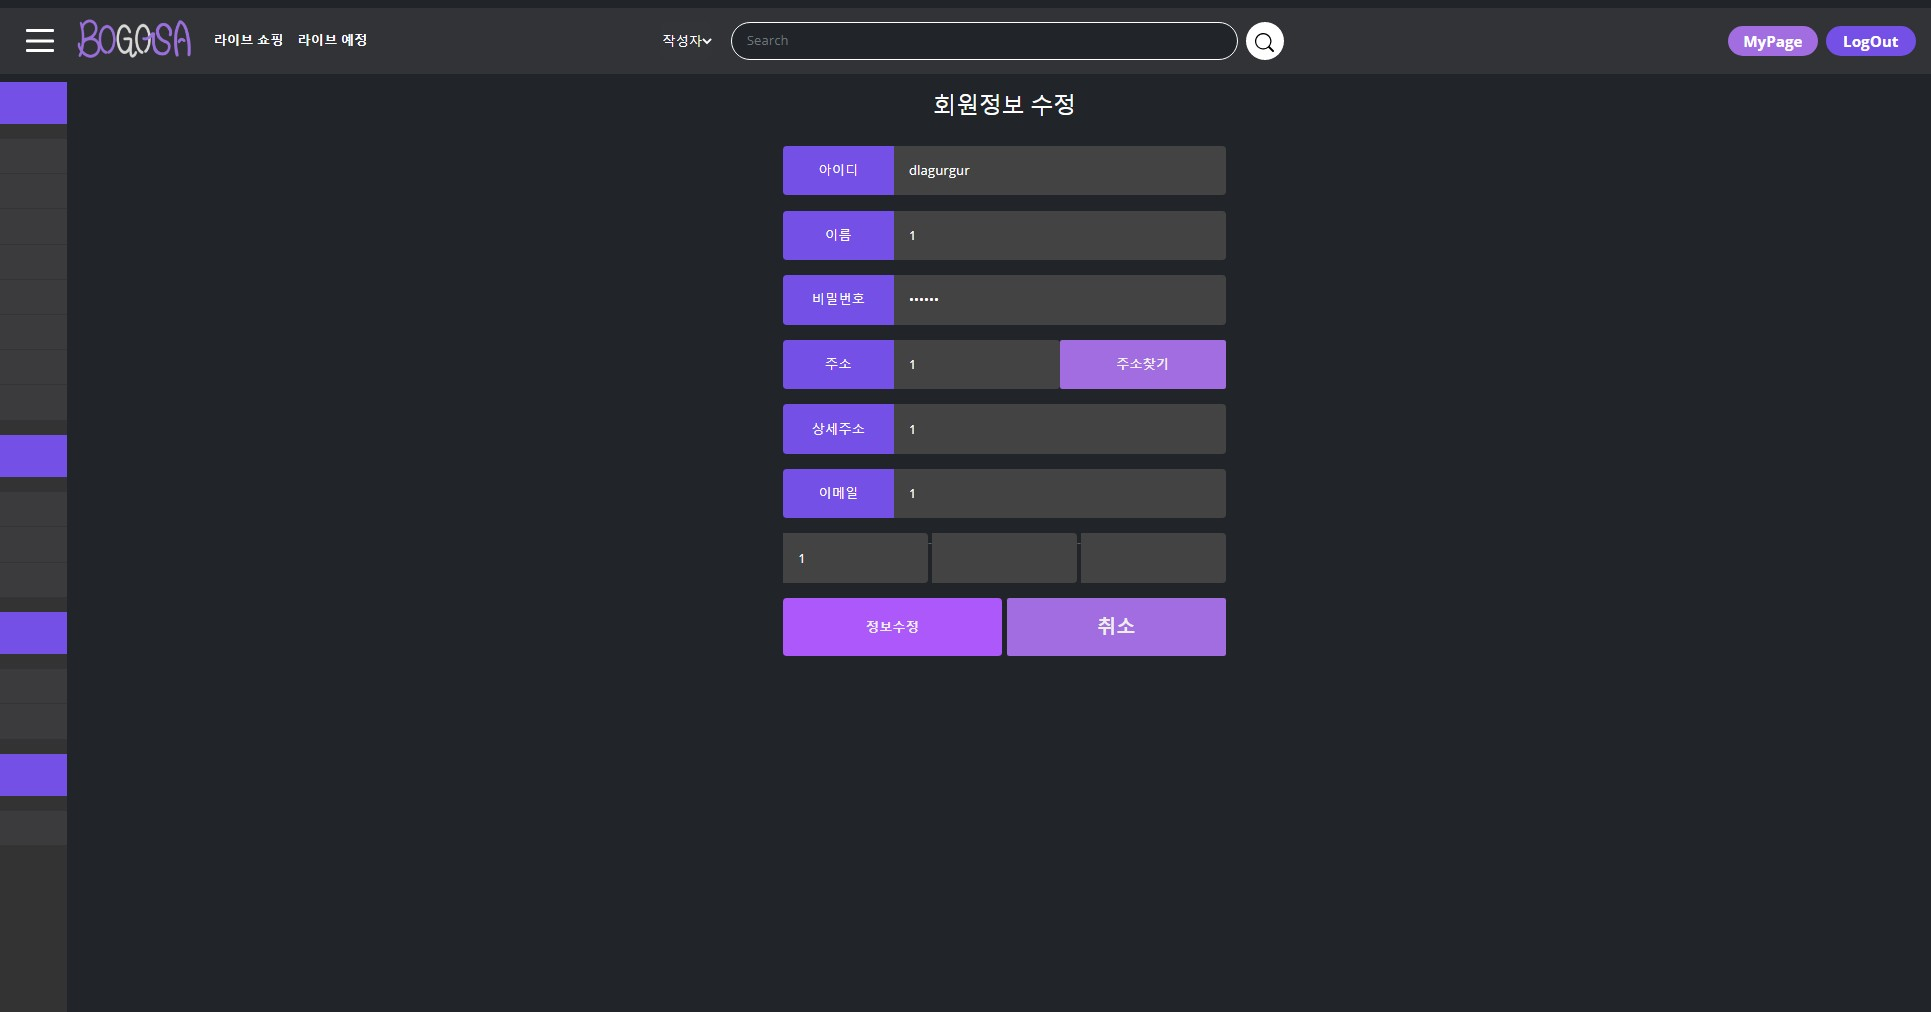 BOGOSA 라이브 쇼핑 라이브 예정 작성자 Search MyPage LogOut
회원정보 수정
아이디 dlagurgur
이름 1
비밀번호 ••••••
주소 1 주소찾기
상세주소 1
이메일 1
1 - -
정보수정 취소